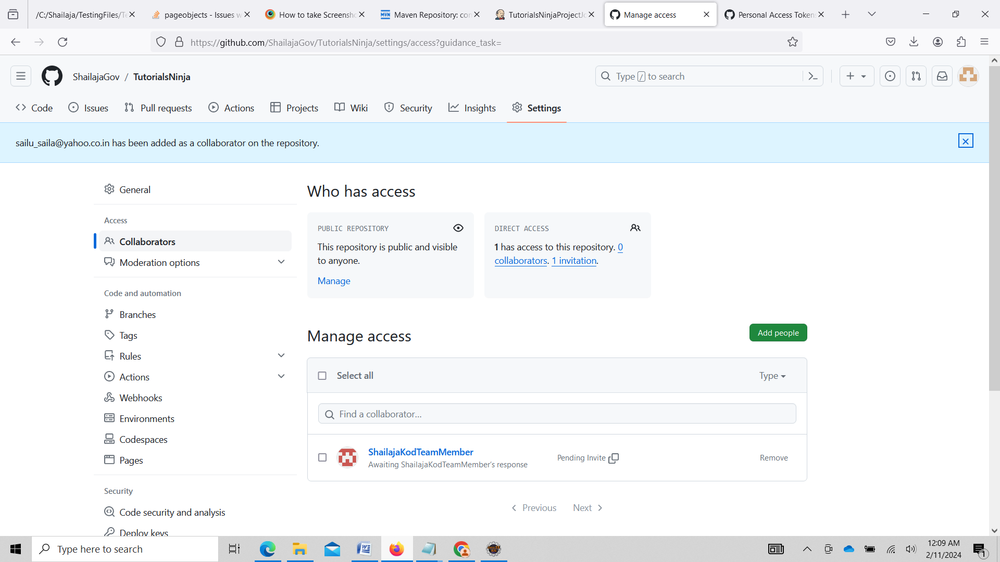 /C:/Shailaja/TestingFiles/Te
pageobjects - Issues w
How to take Screensho
Maven Repository: com
TutorialsNinjaProjectJo
Manage access
Personal Access Token
https://github.com/ShailajaGov/TutorialsNinja/settings/access?guidance_task=
ShailajaGov / TutorialsNinja
Type / to search
Code
Issues
Pull requests
Actions
Projects
Wiki
Security
Insights
Settings
sailu_saila@yahoo.co.in has been added as a collaborator on the repository.
General
Access
Collaborators
Moderation options
Code and automation
Branches
Tags
Rules
Actions
Webhooks
Environments
Codespaces
Pages
Security
Code security and analysis
Deploy keys
Who has access
PUBLIC REPOSITORY
This repository is public and visible
to anyone.
Manage
DIRECT ACCESS
1 has access to this repository. 0
collaborators. 1 invitation.
Manage access
Add people
Select all
Type
Find a collaborator...
ShailajaKodTeamMember
Awaiting ShailajaKodTeamMember's response
Pending Invite
Remove
Previous
Next
Type here to search
12:09 AM
2/11/2024
1